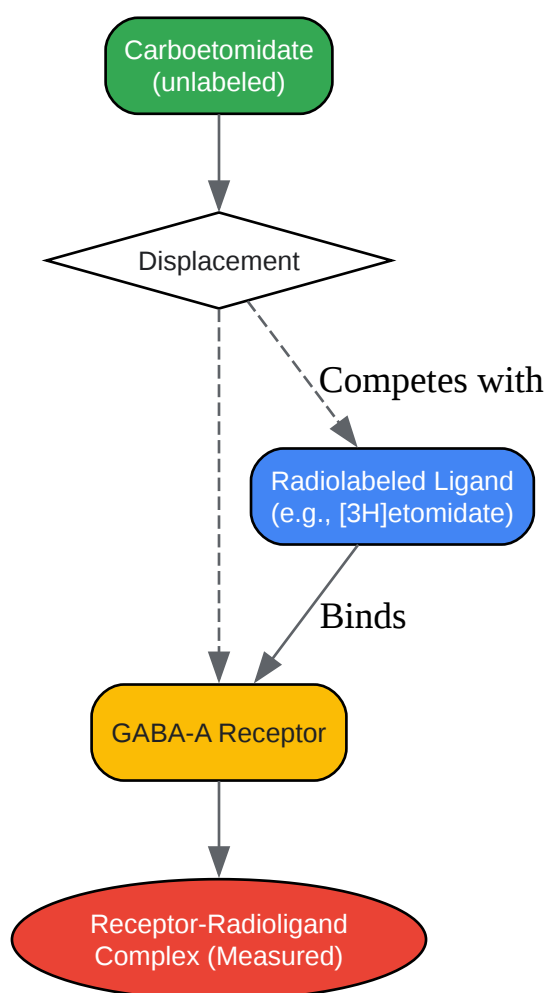 Carboetomidate
(unlabeled)
Displacement
Competes with
Radiolabeled Ligand
(e.g., [3H]etomidate)
Binds
GABA-A Receptor
Receptor-Radioligand
Complex (Measured)